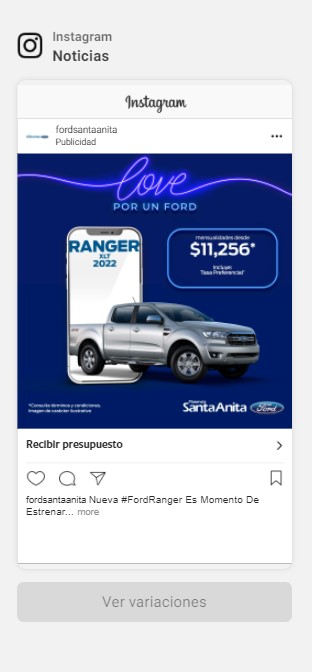 Instagram
Noticias
Instagram
fordsantaanita
Publicidad
love
POR UN FORD
RANGER
XLT
2022
mensualidades desde
$11,256*
Incluye:
Tasa Preferencial*
*Consulta términos y condiciones.
Imagen de carácter ilustrativo
SantaAnita
Ford
Recibir presupuesto
fordsantaanita Nueva #FordRanger Es Momento De
Estrenar... more
Ver variaciones